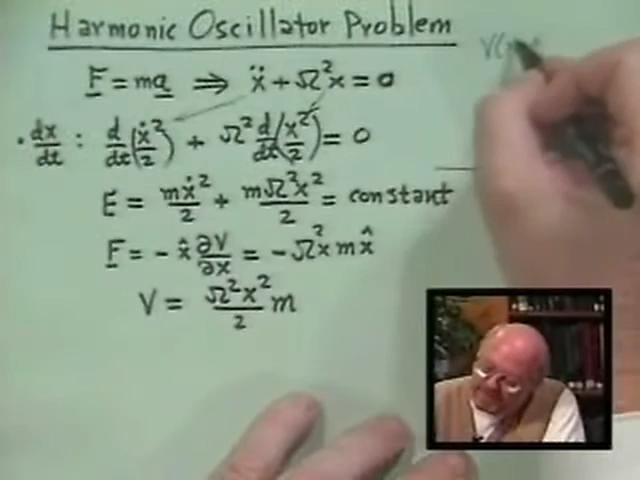 Harmonic Oscillator Problem
F = ma ⇒ ẍ + Ω²x = 0
· dx/dt : d/dt(ẋ²/2) + Ω² d/dt(x²/2) = 0
E = mẋ²/2 + mΩ²x²/2 = constant
F = - x̂ ∂V/∂x = - Ω²x m x̂
V = Ω²x²/2 m